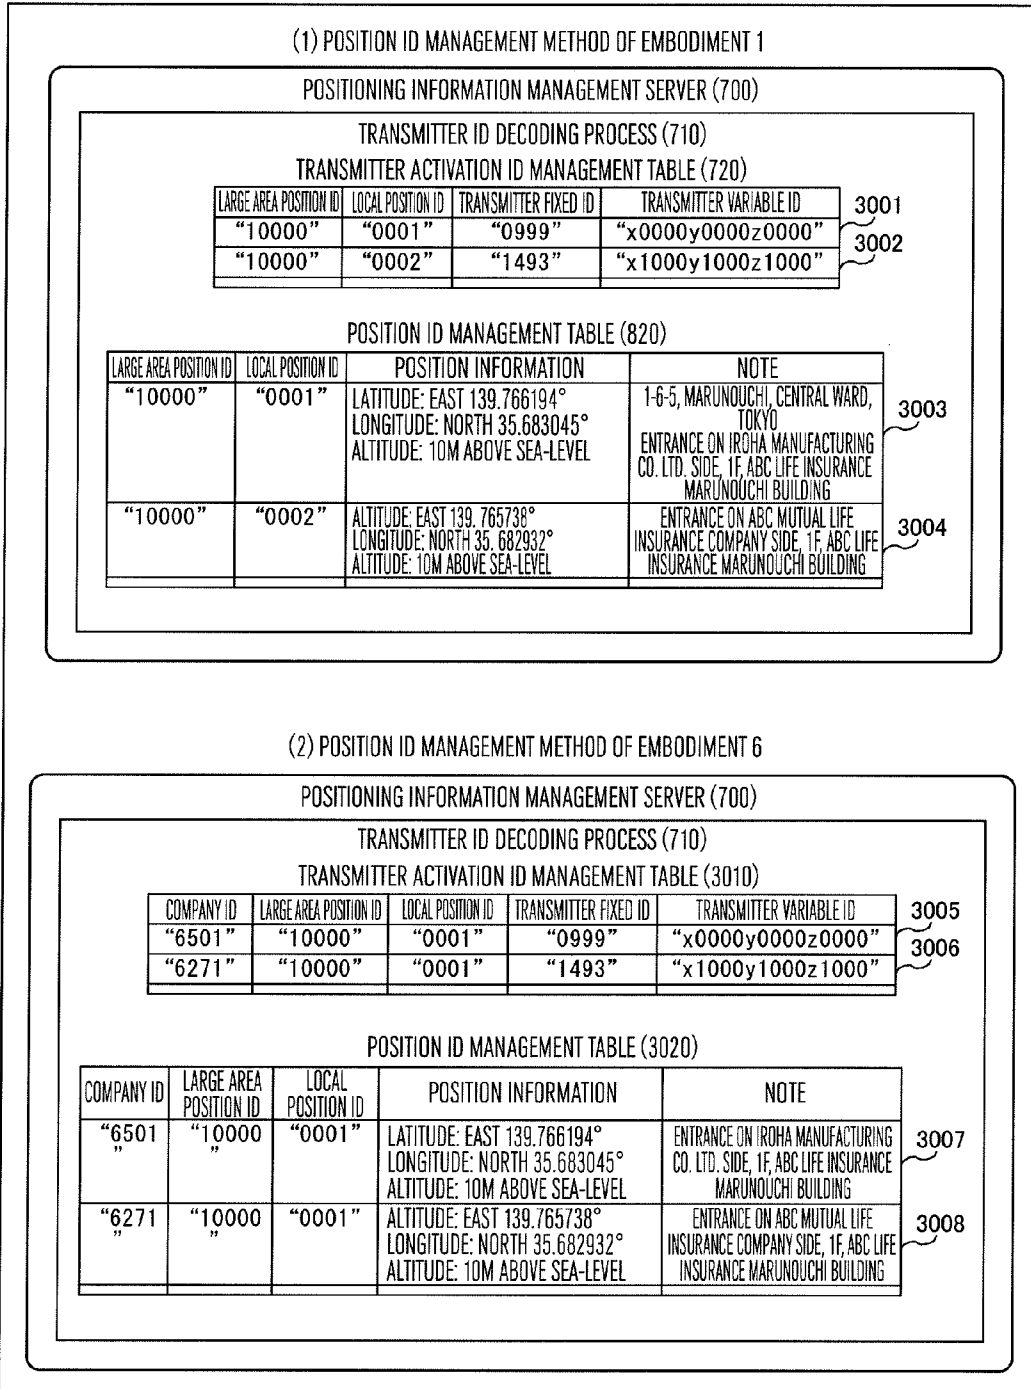 (1) POSITION ID MANAGEMENT METHOD OF EMBODIMENT 1
POSITIONING INFORMATION MANAGEMENT SERVER (700)
TRANSMITTER ID DECODING PROCESS (710)
TRANSMITTER ACTIVATION ID MANAGEMENT TABLE (720)
LARGE AREA POSITION ID LOCAL POSITION ID TRANSMITTER FIXED ID TRANSMITTER VARIABLE ID
“10000” “0001” “0999” “x0000y0000z0000” 3001
“10000” “0002” “1493” “x1000y1000z1000” 3002
POSITION ID MANAGEMENT TABLE (820)
LARGE AREA POSITION ID LOCAL POSITION ID POSITION INFORMATION NOTE
“10000” “0001”
LATITUDE: EAST 139.766194°
LONGITUDE: NORTH 35.683045°
ALTITUDE: 10M ABOVE SEA-LEVEL
1-6-5, MARUNOUCHI, CENTRAL WARD,
TOKYO
ENTRANCE ON IROHA MANUFACTURING
CO. LTD. SIDE, 1F, ABC LIFE INSURANCE
MARUNOUCHI BUILDING
3003
“10000” “0002”
ALTITUDE: EAST 139. 765738°
LONGITUDE: NORTH 35. 682932°
ALTITUDE: 10M ABOVE SEA-LEVEL
ENTRANCE ON ABC MUTUAL LIFE
INSURANCE COMPANY SIDE, 1F, ABC LIFE
INSURANCE MARUNOUCHI BUILDING
3004
(2) POSITION ID MANAGEMENT METHOD OF EMBODIMENT 6
POSITIONING INFORMATION MANAGEMENT SERVER (700)
TRANSMITTER ID DECODING PROCESS (710)
TRANSMITTER ACTIVATION ID MANAGEMENT TABLE (3010)
COMPANY ID LARGE AREA POSITION ID LOCAL POSITION ID TRANSMITTER FIXED ID TRANSMITTER VARIABLE ID
“6501” “10000” “0001” “0999” “x0000y0000z0000” 3005
“6271” “10000” “0001” “1493” “x1000y1000z1000” 3006
POSITION ID MANAGEMENT TABLE (3020)
COMPANY ID
LARGE AREA
POSITION ID
LOCAL
POSITION ID
POSITION INFORMATION
NOTE
“6501
”
“10000
”
“0001”
LATITUDE: EAST 139.766194°
LONGITUDE: NORTH 35.683045°
ALTITUDE: 10M ABOVE SEA-LEVEL
ENTRANCE ON IROHA MANUFACTURING
CO. LTD. SIDE, 1F, ABC LIFE INSURANCE
MARUNOUCHI BUILDING
3007
“6271
”
“10000
”
“0001”
ALTITUDE: EAST 139.765738°
LONGITUDE: NORTH 35.682932°
ALTITUDE: 10M ABOVE SEA-LEVEL
ENTRANCE ON ABC MUTUAL LIFE
INSURANCE COMPANY SIDE, 1F, ABC LIFE
INSURANCE MARUNOUCHI BUILDING
3008